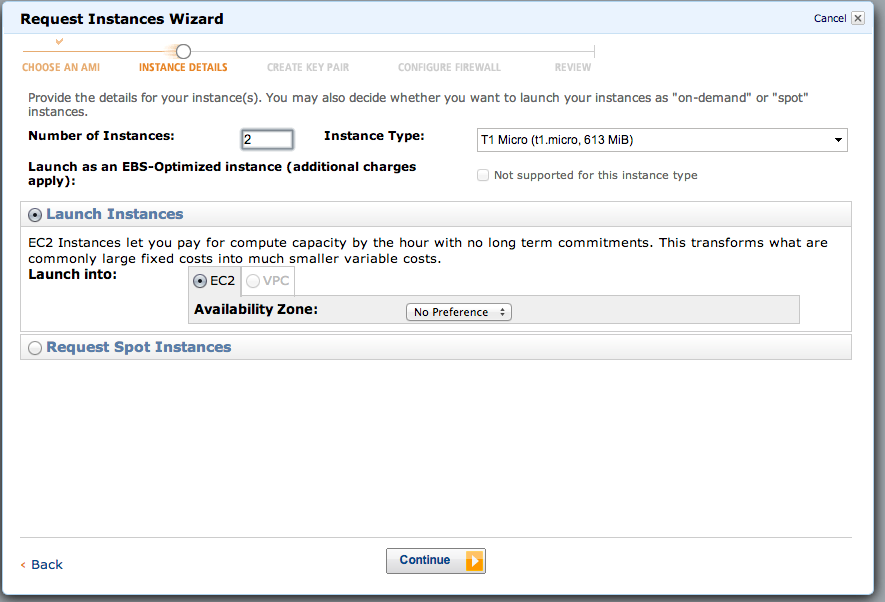 Request Instances Wizard
Cancel
CHOOSE AN AMI
INSTANCE DETAILS
CREATE KEY PAIR
CONFIGURE FIREWALL
REVIEW
Provide the details for your instance(s). You may also decide whether you want to launch your instances as "on-demand" or "spot"
instances.
Number of Instances:
2
Instance Type:
T1 Micro (t1.micro, 613 MiB)
Launch as an EBS-Optimized instance (additional charges
apply):
Not supported for this instance type
Launch Instances
EC2 Instances let you pay for compute capacity by the hour with no long term commitments. This transforms what are
commonly large fixed costs into much smaller variable costs.
Launch into:
EC2
VPC
Availability Zone:
No Preference
Request Spot Instances
< Back
Continue